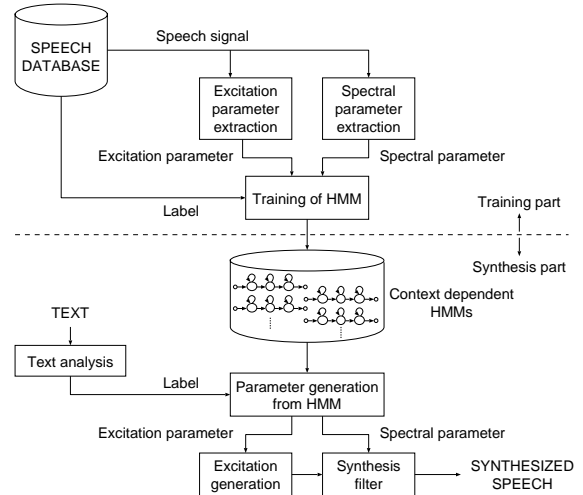 Speech signal
SPEECH
DATABASE
Excitation
parameter
extraction
Spectral
parameter
extraction
Excitation parameter
Spectral parameter
Training of HMM
Label
Training part
Synthesis part
Context dependent
HMMs
TEXT
Text analysis
Label
Parameter generation
from HMM
Excitation parameter
Spectral parameter
Excitation
generation
Synthesis
filter
SYNTHESIZED
SPEECH